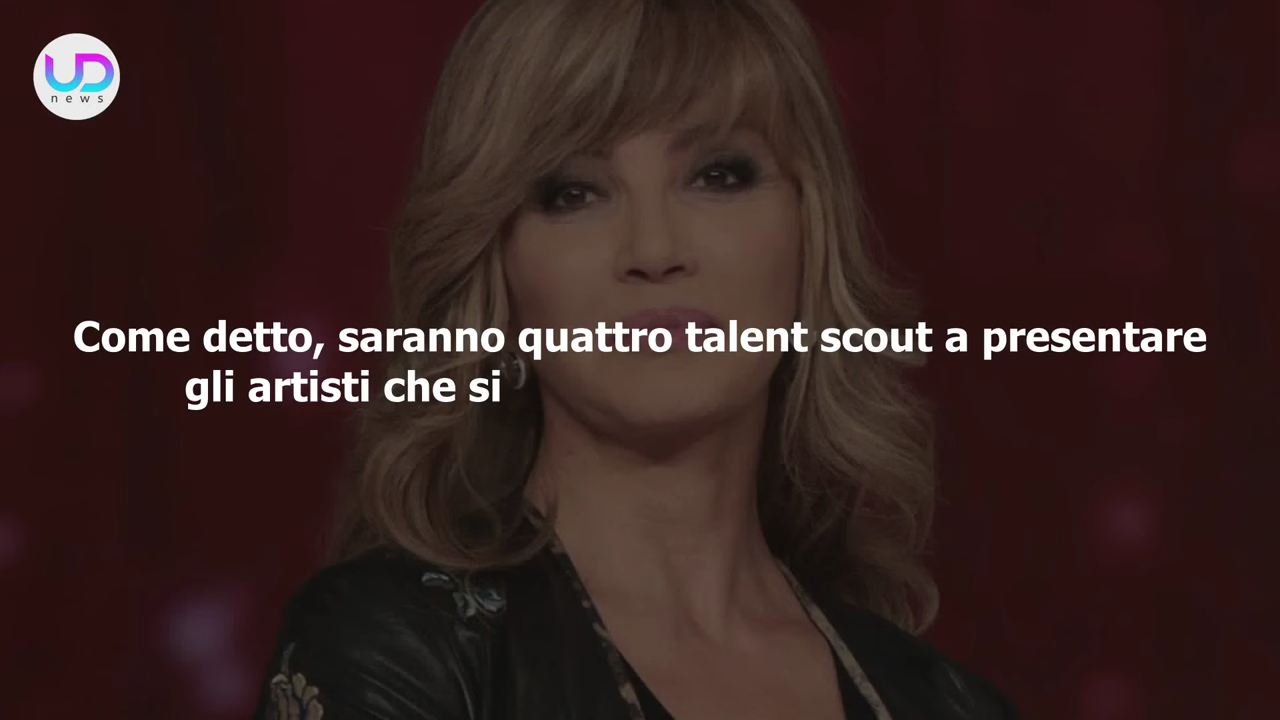 UD
news
Come detto, saranno quattro talent scout a presentare
gli artisti che si